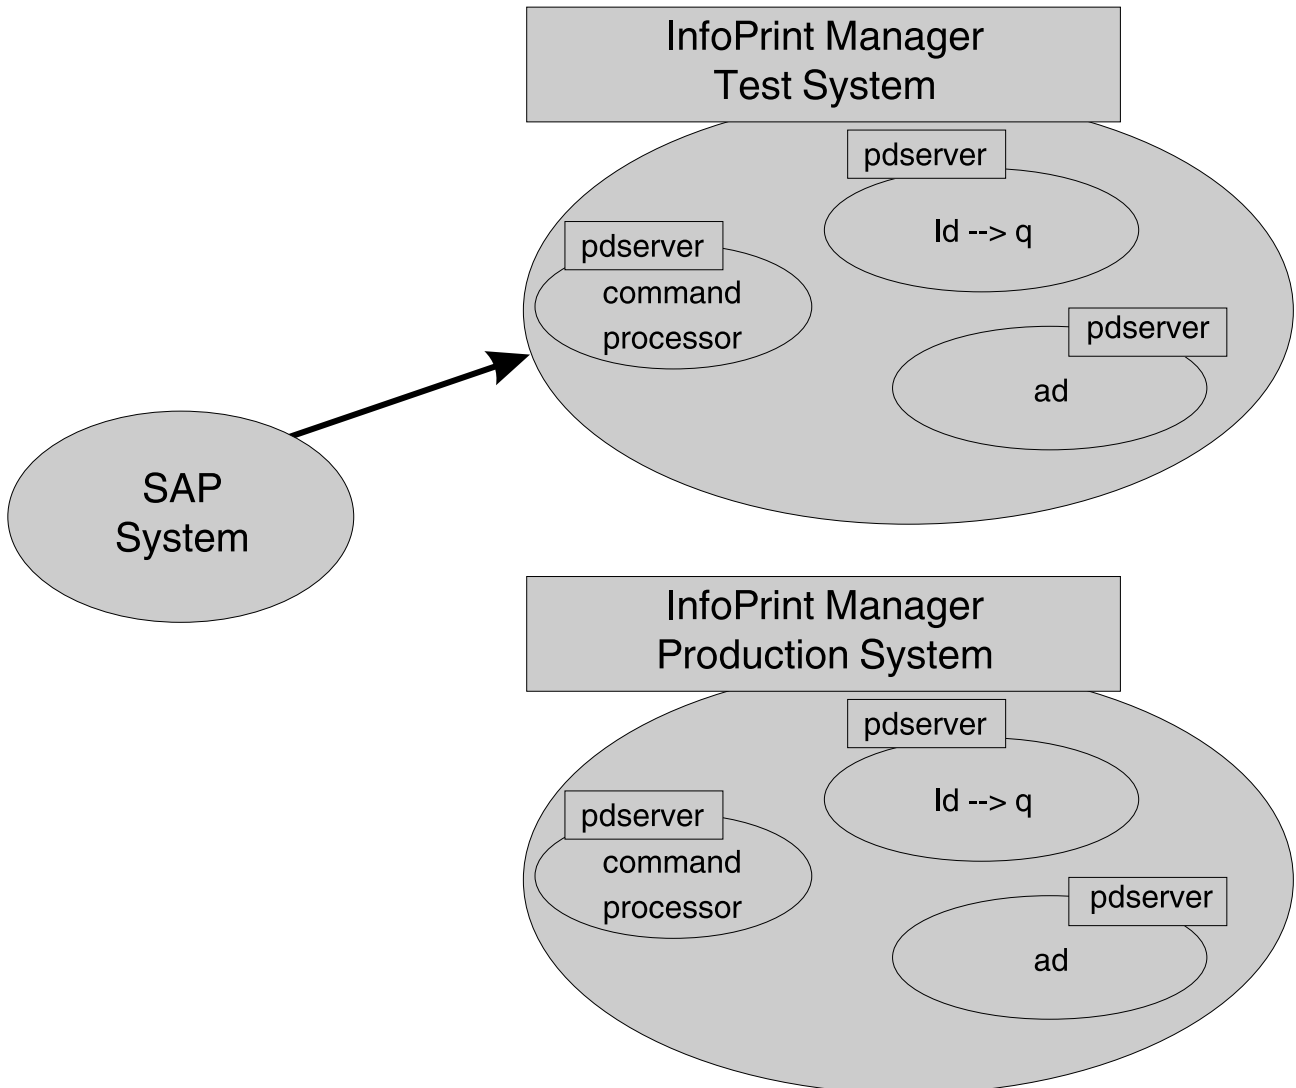 InfoPrint Manager
Test System
pdserver
ld --> q
pdserver
command
processor
pdserver
ad
SAP
System
InfoPrint Manager
Production System
pdserver
ld --> q
pdserver
command
processor
pdserver
ad